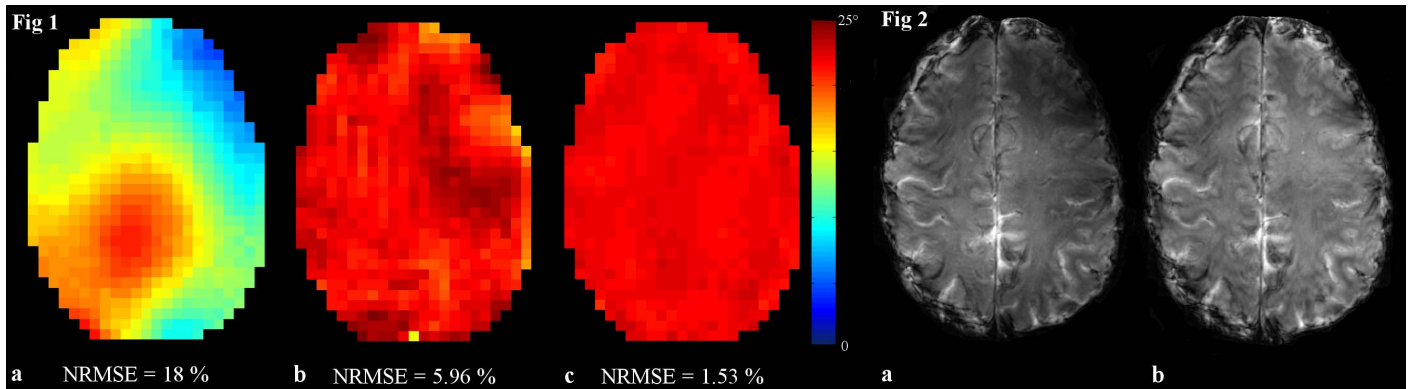 Fig 1
25°
0
a NRMSE = 18 %
b NRMSE = 5.96 %
c NRMSE = 1.53 %
Fig 2
a
b